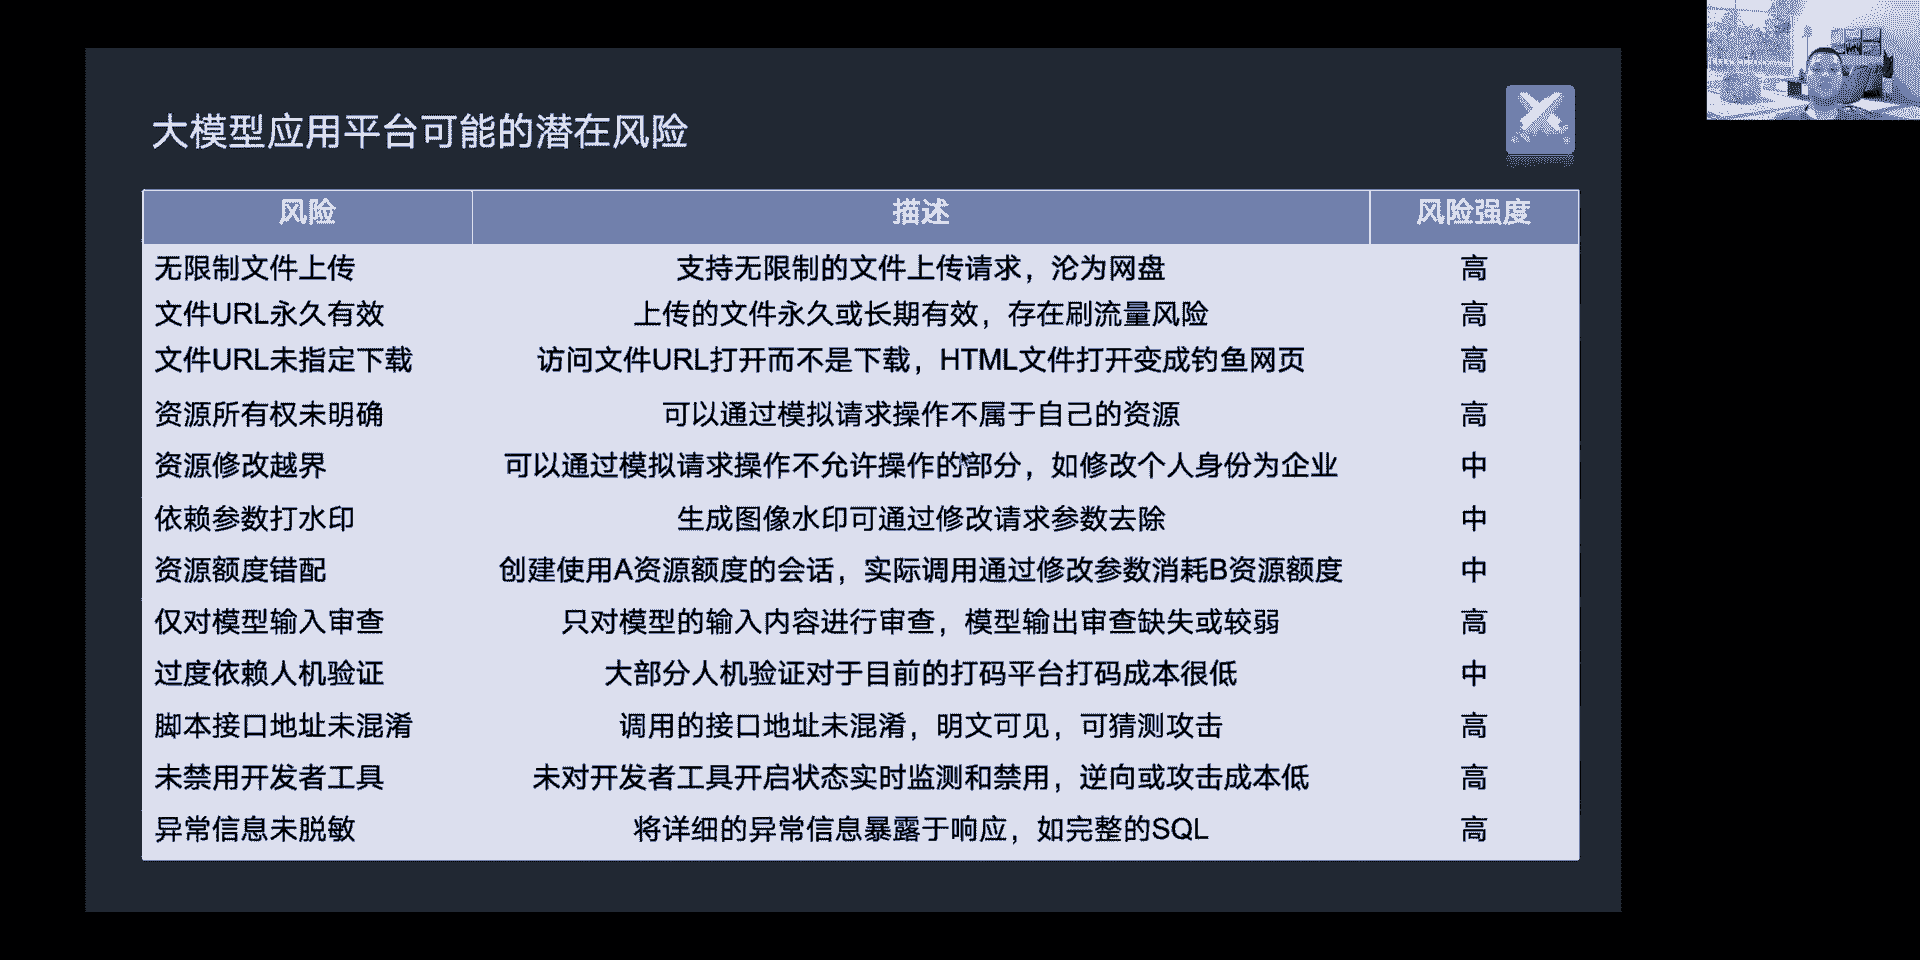 大模型应用平台可能的潜在风险
风险 描述 风险强度
无限制文件上传 支持无限制的文件上传请求，沦为网盘 高
文件URL永久有效 上传的文件永久或长期有效，存在刷流量风险 高
文件URL未指定下载 访问文件URL打开而不是下载，HTML文件打开变成钓鱼网页 高
资源所有权未明确 可以通过模拟请求操作不属于自己的资源 高
资源修改越界 可以通过模拟请求操作不允许操作的部分，如修改个人身份为企业 中
依赖参数打水印 生成图像水印可通过修改请求参数去除 中
资源额度错配 创建使用A资源额度的会话，实际调用通过修改参数消耗B资源额度 中
仅对模型输入审查 只对模型的输入内容进行审查，模型输出审查缺失或较弱 高
过度依赖人机验证 大部分人机验证对于目前的打码平台打码成本很低 中
脚本接口地址未混淆 调用的接口地址未混淆，明文可见，可猜测攻击 高
未禁用开发者工具 未对开发者工具开启状态实时监测和禁用，逆向或攻击成本低 高
异常信息未脱敏 将详细的异常信息暴露于响应，如完整的SQL 高